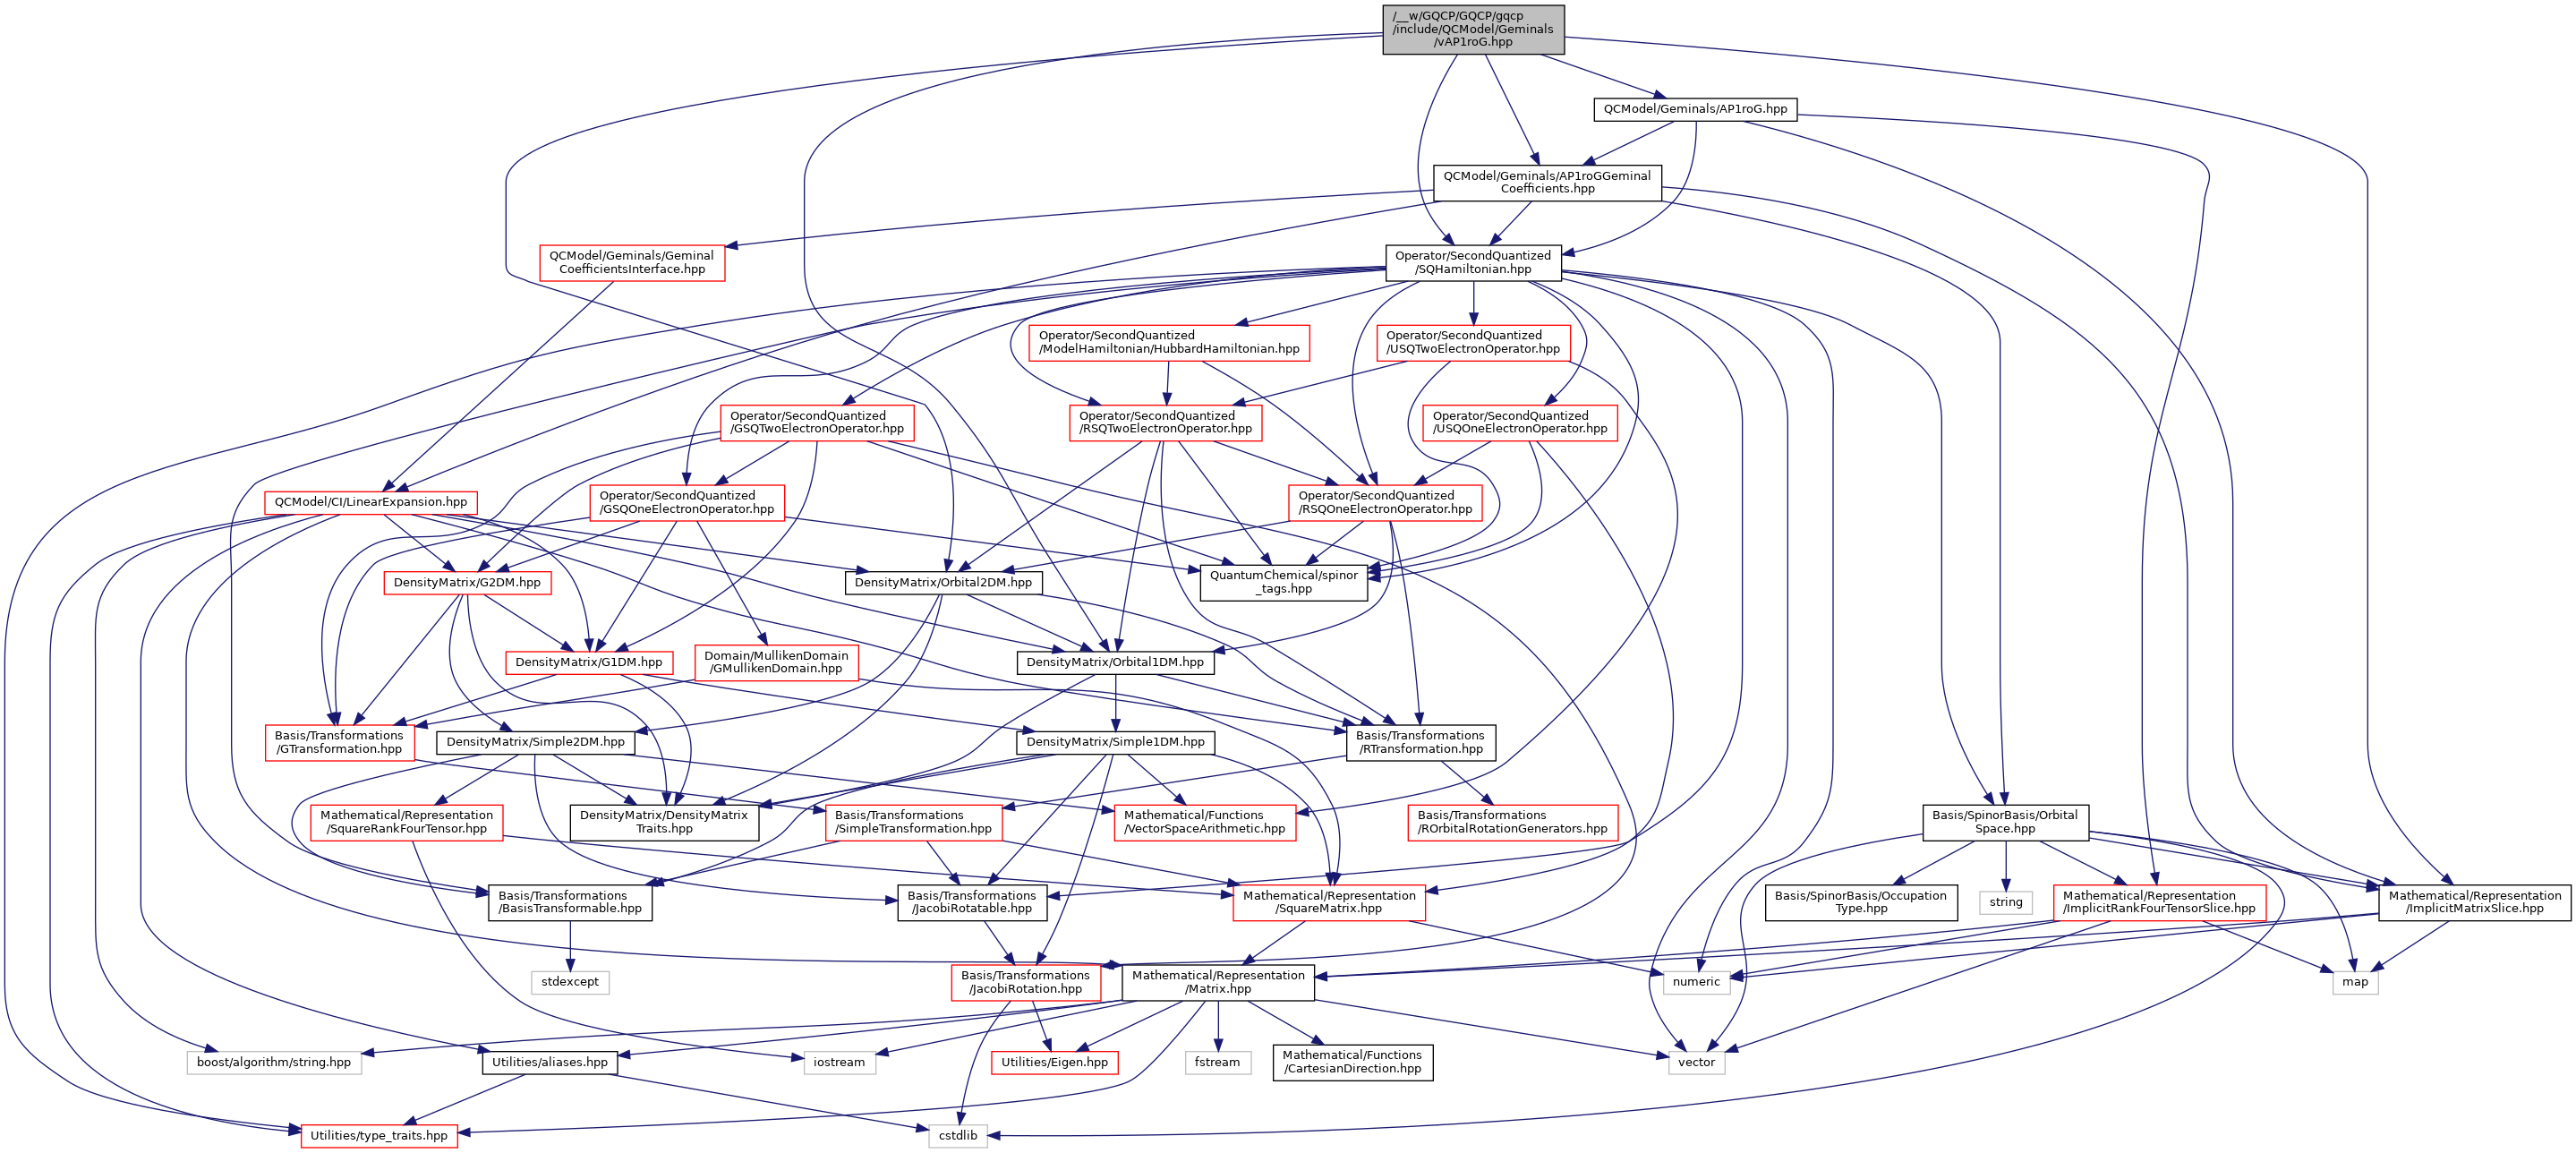 /__w/GQCP/GQCP/gqcp
/include/QCModel/Geminals
/vAP1roG.hpp
QCModel/Geminals/AP1roG.hpp
QCModel/Geminals/AP1roGGeminal
Coefficients.hpp
QCModel/Geminals/Geminal
CoefficientsInterface.hpp
Operator/SecondQuantized
/SQHamiltonian.hpp
Operator/SecondQuantized
/ModelHamiltonian/HubbardHamiltonian.hpp
Operator/SecondQuantized
/USQTwoElectronOperator.hpp
Operator/SecondQuantized
/GSQTwoElectronOperator.hpp
Operator/SecondQuantized
/RSQTwoElectronOperator.hpp
Operator/SecondQuantized
/USQOneElectronOperator.hpp
QCModel/CI/LinearExpansion.hpp
Operator/SecondQuantized
/GSQOneElectronOperator.hpp
Operator/SecondQuantized
/RSQOneElectronOperator.hpp
DensityMatrix/G2DM.hpp
DensityMatrix/Orbital2DM.hpp
QuantumChemical/spinor
_tags.hpp
DensityMatrix/G1DM.hpp
Domain/MullikenDomain
/GMullikenDomain.hpp
DensityMatrix/Orbital1DM.hpp
Basis/Transformations
/GTransformation.hpp
DensityMatrix/Simple2DM.hpp
DensityMatrix/Simple1DM.hpp
Basis/Transformations
/RTransformation.hpp
Mathematical/Representation
/SquareRankFourTensor.hpp
DensityMatrix/DensityMatrix
Traits.hpp
Basis/Transformations
/SimpleTransformation.hpp
Mathematical/Functions
/VectorSpaceArithmetic.hpp
Basis/Transformations
/ROrbitalRotationGenerators.hpp
Basis/SpinorBasis/Orbital
Space.hpp
Basis/Transformations
/BasisTransformable.hpp
Basis/Transformations
/JacobiRotatable.hpp
Mathematical/Representation
/SquareMatrix.hpp
Basis/SpinorBasis/Occupation
Type.hpp
string
Mathematical/Representation
/ImplicitRankFourTensorSlice.hpp
Mathematical/Representation
/ImplicitMatrixSlice.hpp
stdexcept
Basis/Transformations
/JacobiRotation.hpp
Mathematical/Representation
/Matrix.hpp
numeric
map
boost/algorithm/string.hpp
Utilities/aliases.hpp
iostream
Utilities/Eigen.hpp
fstream
Mathematical/Functions
/CartesianDirection.hpp
vector
Utilities/type_traits.hpp
cstdlib